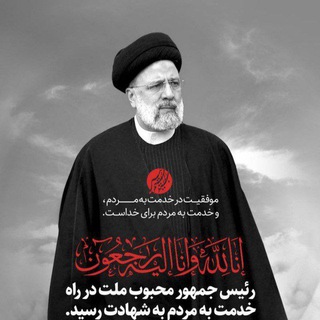 موفقیت در خدمت به مـــردم،
و خدمت به مردم برای خداست.
إنا لله وإنا إليه راجعون
رئیس جمهور محبوب ملت در راه
خدمت به مردم به شهادت رسید.